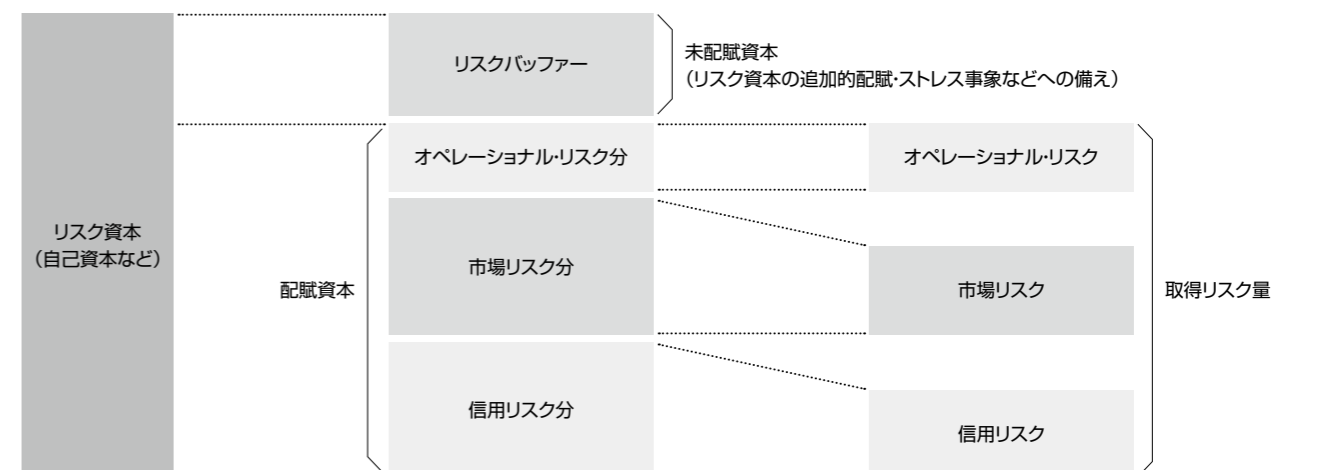 リスクバッファー
未配賦資本
（リスク資本の追加的配賦・ストレス事象などへの備え）
オペレーショナル・リスク分
オペレーショナル・リスク
リスク資本
（自己資本など）
市場リスク分
配賦資本
市場リスク
取得リスク量
信用リスク分
信用リスク